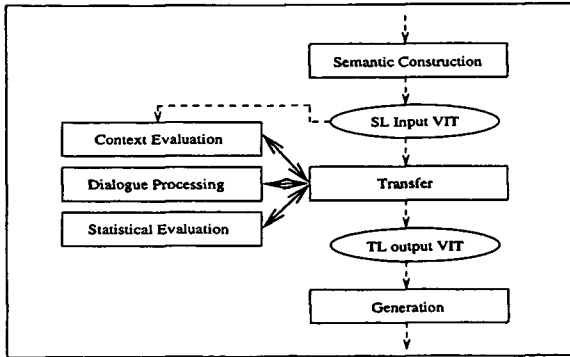 Semantic Construction
SL Input VIT
Context Evaluation
Dialogue Processing
Transfer
Statistical Evaluation
TL output VIT
Generation